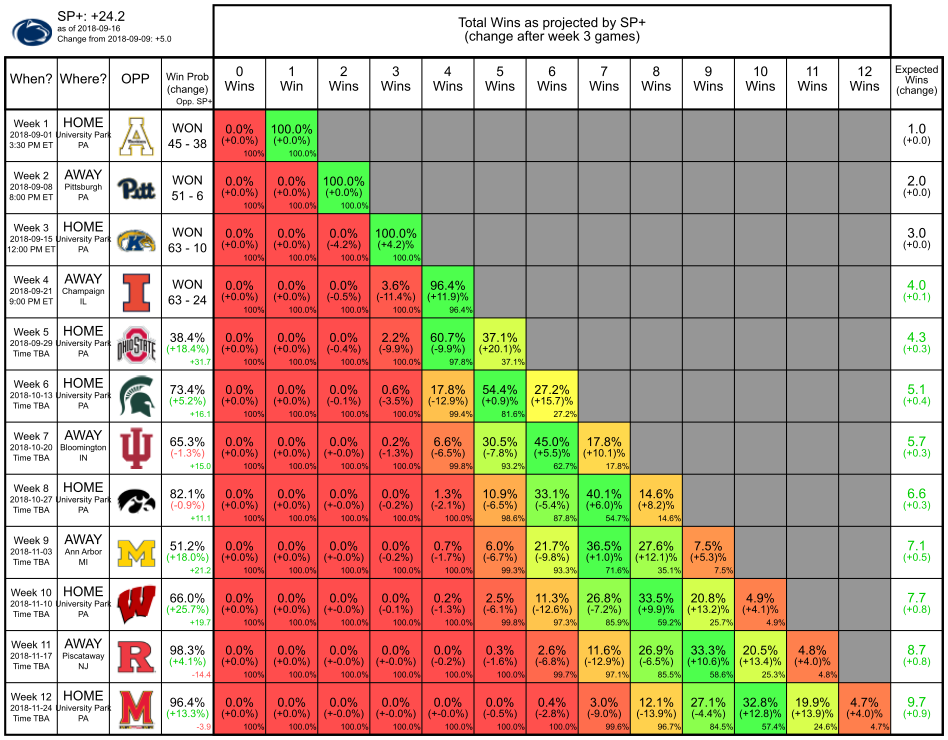 SP+: +24.2
as of 2018-09-16
Change from 2018-09-09: +5.0
Total Wins as projected by SP+
(change after week 3 games)
When? Where? OPP Win Prob (change) Opp. SP+ 0 Wins 1 Win 2 Wins 3 Wins 4 Wins 5 Wins 6 Wins 7 Wins 8 Wins 9 Wins 10 Wins 11 Wins 12 Wins Expected Wins (change)
Week 1 HOME WON 0.0% 100.0% 1.0
2018-09-01 University Park 45 - 38 (+0.0%) (+0.0)% (+0.0)
3:30 PM ET PA 100% 100.0%
Week 2 AWAY Pitt WON 0.0% 0.0% 100.0% 2.0
2018-09-08 Pittsburgh 51 - 6 (+0.0%) (+0.0%) (+0.0)% (+0.0)
8:00 PM ET PA 100% 100.0% 100.0%
Week 3 HOME K WON 0.0% 0.0% 0.0% 100.0% 3.0
2018-09-15 University Park 63 - 10 (+0.0%) (+0.0%) (-4.2%) (+4.2)% (+0.0)
12:00 PM ET PA 100% 100.0% 100.0% 100.0%
Week 4 AWAY I WON 0.0% 0.0% 0.0% 3.6% 96.4% 4.0
2018-09-21 Champaign 63 - 24 (+0.0%) (+0.0%) (-0.5%) (-11.4%) (+11.9)% (+0.1)
9:00 PM ET IL 100% 100.0% 100.0% 100.0% 96.4%
Week 5 HOME OHIO STATE 38.4% 0.0% 0.0% 0.0% 2.2% 60.7% 37.1% 4.3
2018-09-29 University Park (+18.4%) (+0.0%) (+0.0%) (-0.4%) (-9.9%) (-9.9%) (+20.1)% (+0.3)
Time TBA PA +31.7 100% 100.0% 100.0% 100.0% 97.8% 37.1%
Week 6 HOME 73.4% 0.0% 0.0% 0.0% 0.6% 17.8% 54.4% 27.2% 5.1
2018-10-13 University Park (+5.2%) (+0.0%) (+0.0%) (-0.1%) (-3.5%) (-12.9%) (+0.9)% (+15.7)% (+0.4)
Time TBA PA +16.1 100% 100.0% 100.0% 100.0% 99.4% 81.6% 27.2%
Week 7 AWAY 65.3% 0.0% 0.0% 0.0% 0.2% 6.6% 30.5% 45.0% 17.8% 5.7
2018-10-20 Bloomington (-1.3%) (+0.0%) (+0.0%) (+-0.0%) (-1.3%) (-6.5%) (-7.8%) (+5.5)% (+10.1)% (+0.3)
Time TBA IN +15.0 100% 100.0% 100.0% 100.0% 99.8% 93.2% 62.7% 17.8%
Week 8 HOME 82.1% 0.0% 0.0% 0.0% 0.0% 1.3% 10.9% 33.1% 40.1% 14.6% 6.6
2018-10-27 University Park (-0.9%) (+0.0%) (+0.0%) (+-0.0%) (-0.2%) (-2.1%) (-6.5%) (-5.4%) (+6.0)% (+8.2)% (+0.3)
Time TBA PA +11.1 100% 100.0% 100.0% 100.0% 100.0% 98.6% 87.8% 54.7% 14.6%
Week 9 AWAY M 51.2% 0.0% 0.0% 0.0% 0.0% 0.7% 6.0% 21.7% 36.5% 27.6% 7.5% 7.1
2018-11-03 Ann Arbor (+18.0%) (+0.0%) (+0.0%) (+-0.0%) (-0.2%) (-1.7%) (-6.7%) (-9.8%) (+1.0)% (+12.1)% (+5.3)% (+0.5)
Time TBA MI +21.2 100% 100.0% 100.0% 100.0% 100.0% 99.3% 93.3% 71.6% 35.1% 7.5%
Week 10 HOME W 66.0% 0.0% 0.0% 0.0% 0.0% 0.2% 2.5% 11.3% 26.8% 33.5% 20.8% 4.9% 7.7
2018-11-10 University Park (+25.7%) (+0.0%) (+0.0%) (+-0.0%) (-0.1%) (-1.3%) (-6.1%) (-12.6%) (-7.2%) (+9.9)% (+13.2)% (+4.1)% (+0.8)
Time TBA PA +19.7 100% 100.0% 100.0% 100.0% 100.0% 99.8% 97.3% 85.9% 59.2% 25.7% 4.9%
Week 11 AWAY R 98.3% 0.0% 0.0% 0.0% 0.0% 0.0% 0.3% 2.6% 11.6% 26.9% 33.3% 20.5% 4.8% 8.7
2018-11-17 Piscataway (+4.1%) (+0.0%) (+0.0%) (+-0.0%) (+-0.0%) (-0.2%) (-1.6%) (-6.8%) (-12.9%) (-6.5%) (+10.6)% (+13.4)% (+4.0)% (+0.8)
Time TBA NJ -14.4 100% 100.0% 100.0% 100.0% 100.0% 100.0% 99.7% 97.1% 85.5% 58.6% 25.3% 4.8%
Week 12 HOME M 96.4% 0.0% 0.0% 0.0% 0.0% 0.0% 0.0% 0.4% 3.0% 12.1% 27.1% 32.8% 19.9% 4.7% 9.7
2018-11-24 University Park (+13.3%) (+0.0%) (+0.0%) (+-0.0%) (+-0.0%) (+-0.0%) (-0.5%) (-2.8%) (-9.0%) (-13.9%) (-4.4%) (+12.8)% (+13.9)% (+4.0)% (+0.9)
Time TBA PA -3.9 100% 100.0% 100.0% 100.0% 100.0% 100.0% 100.0% 99.6% 96.7% 84.5% 57.4% 24.6% 4.7%